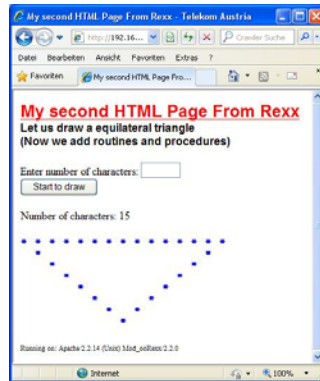 My second HTML Page From Rexx - Telekom Austria
http://192.16...
Crawler Suche
Datei Bearbeiten Ansicht Favoriten Extras ?
Favoriten My second HTML Page Fro...
My second HTML Page From Rexx
Let us draw a equilateral triangle
(Now we add routines and procedures)
Enter number of characters:
Start to draw
Number of characters: 15
Running on: Apache/2.2.14 (Unix) Mod_ooRexx/2.2.0
Internet 100%